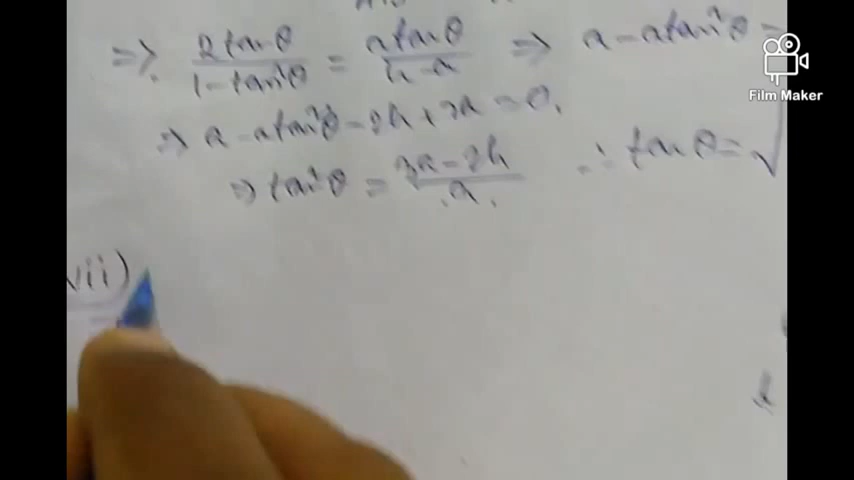 ⇒ 2tanθ / 1-tan²θ = a tanθ / h-a ⇒ a-a tan²θ =
⇒ a-a tan²θ-2h+2a=0.
⇒ tan²θ = 3a-2h / a. ∴ tanθ=√
vii)
Film Maker